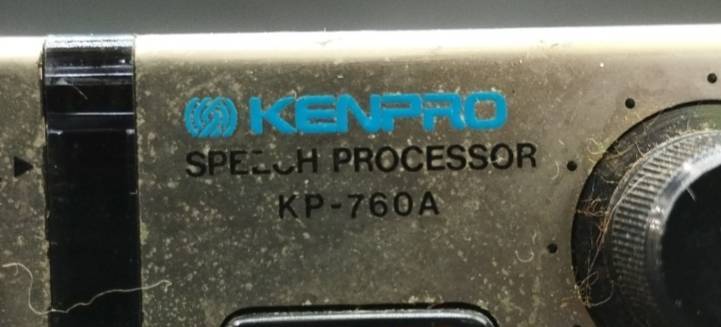 KENPRO
SPEECH PROCESSOR
KP-760A